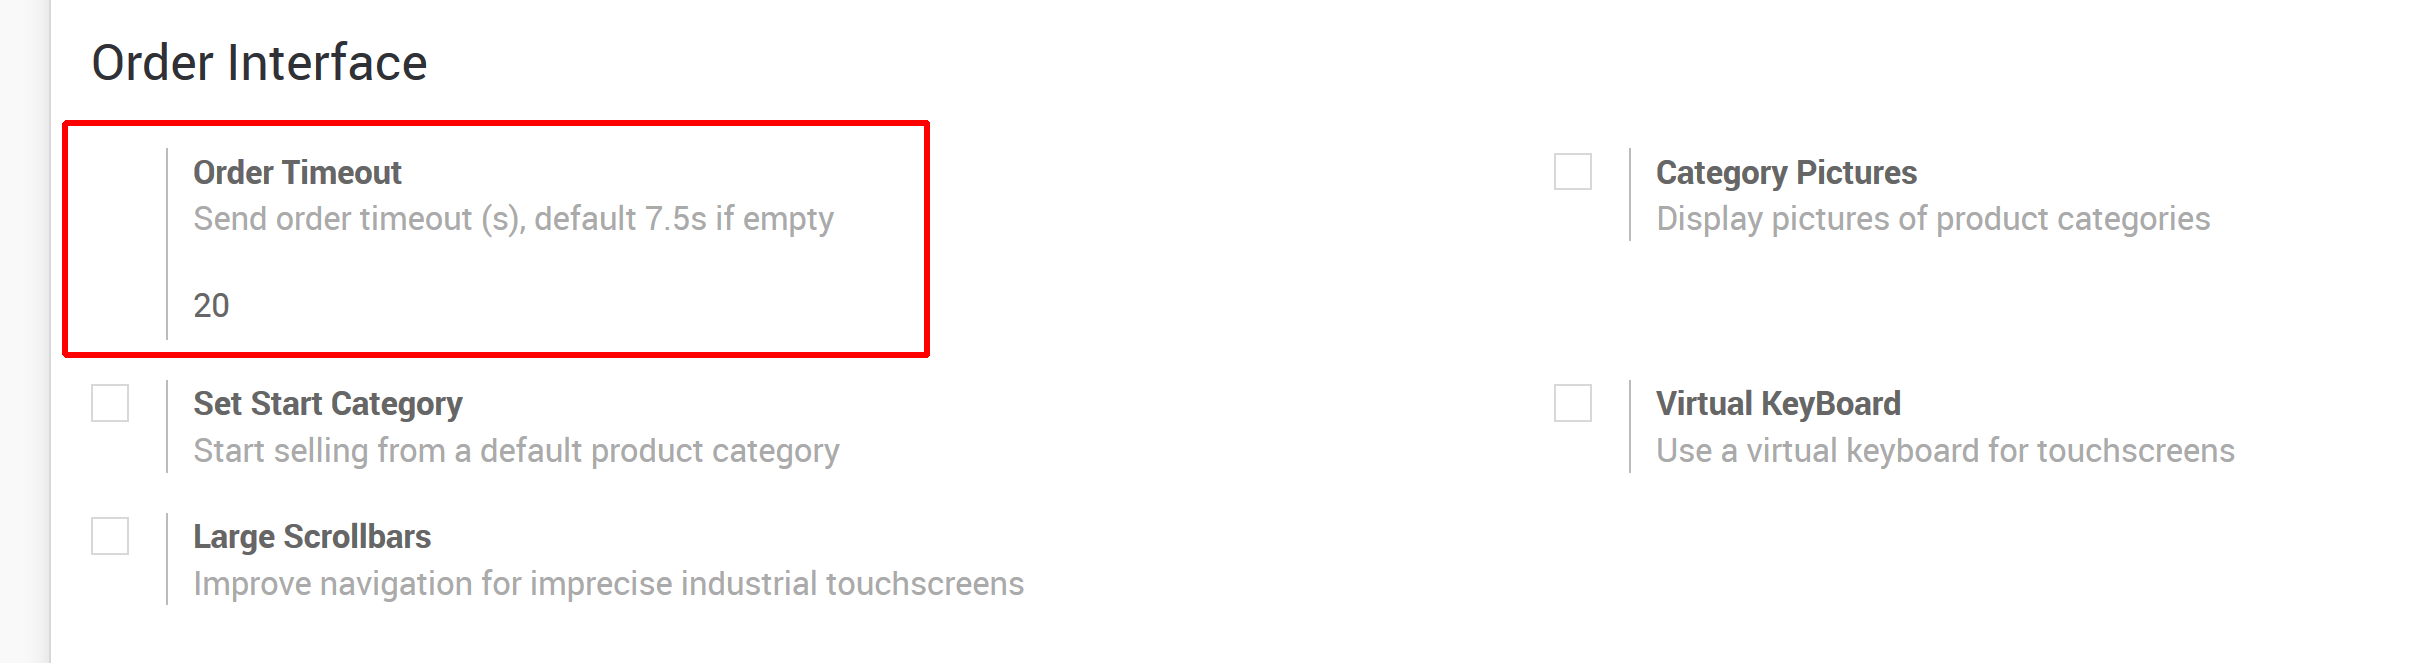 Order Interface
Order Timeout
Send order timeout (s), default 7.5s if empty
20
Category Pictures
Display pictures of product categories
Set Start Category
Start selling from a default product category
Virtual KeyBoard
Use a virtual keyboard for touchscreens
Large Scrollbars
Improve navigation for imprecise industrial touchscreens